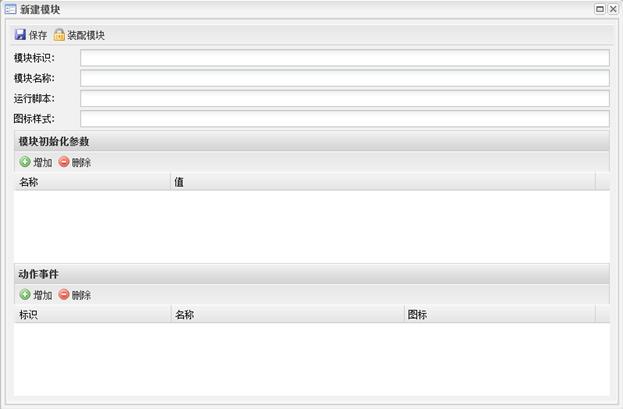 新建模块
保存 装配模块
模块标识:
模块名称:
运行脚本:
图标样式:
模块初始化参数
增加 删除
名称 值
动作事件
增加 删除
标识 名称 图标